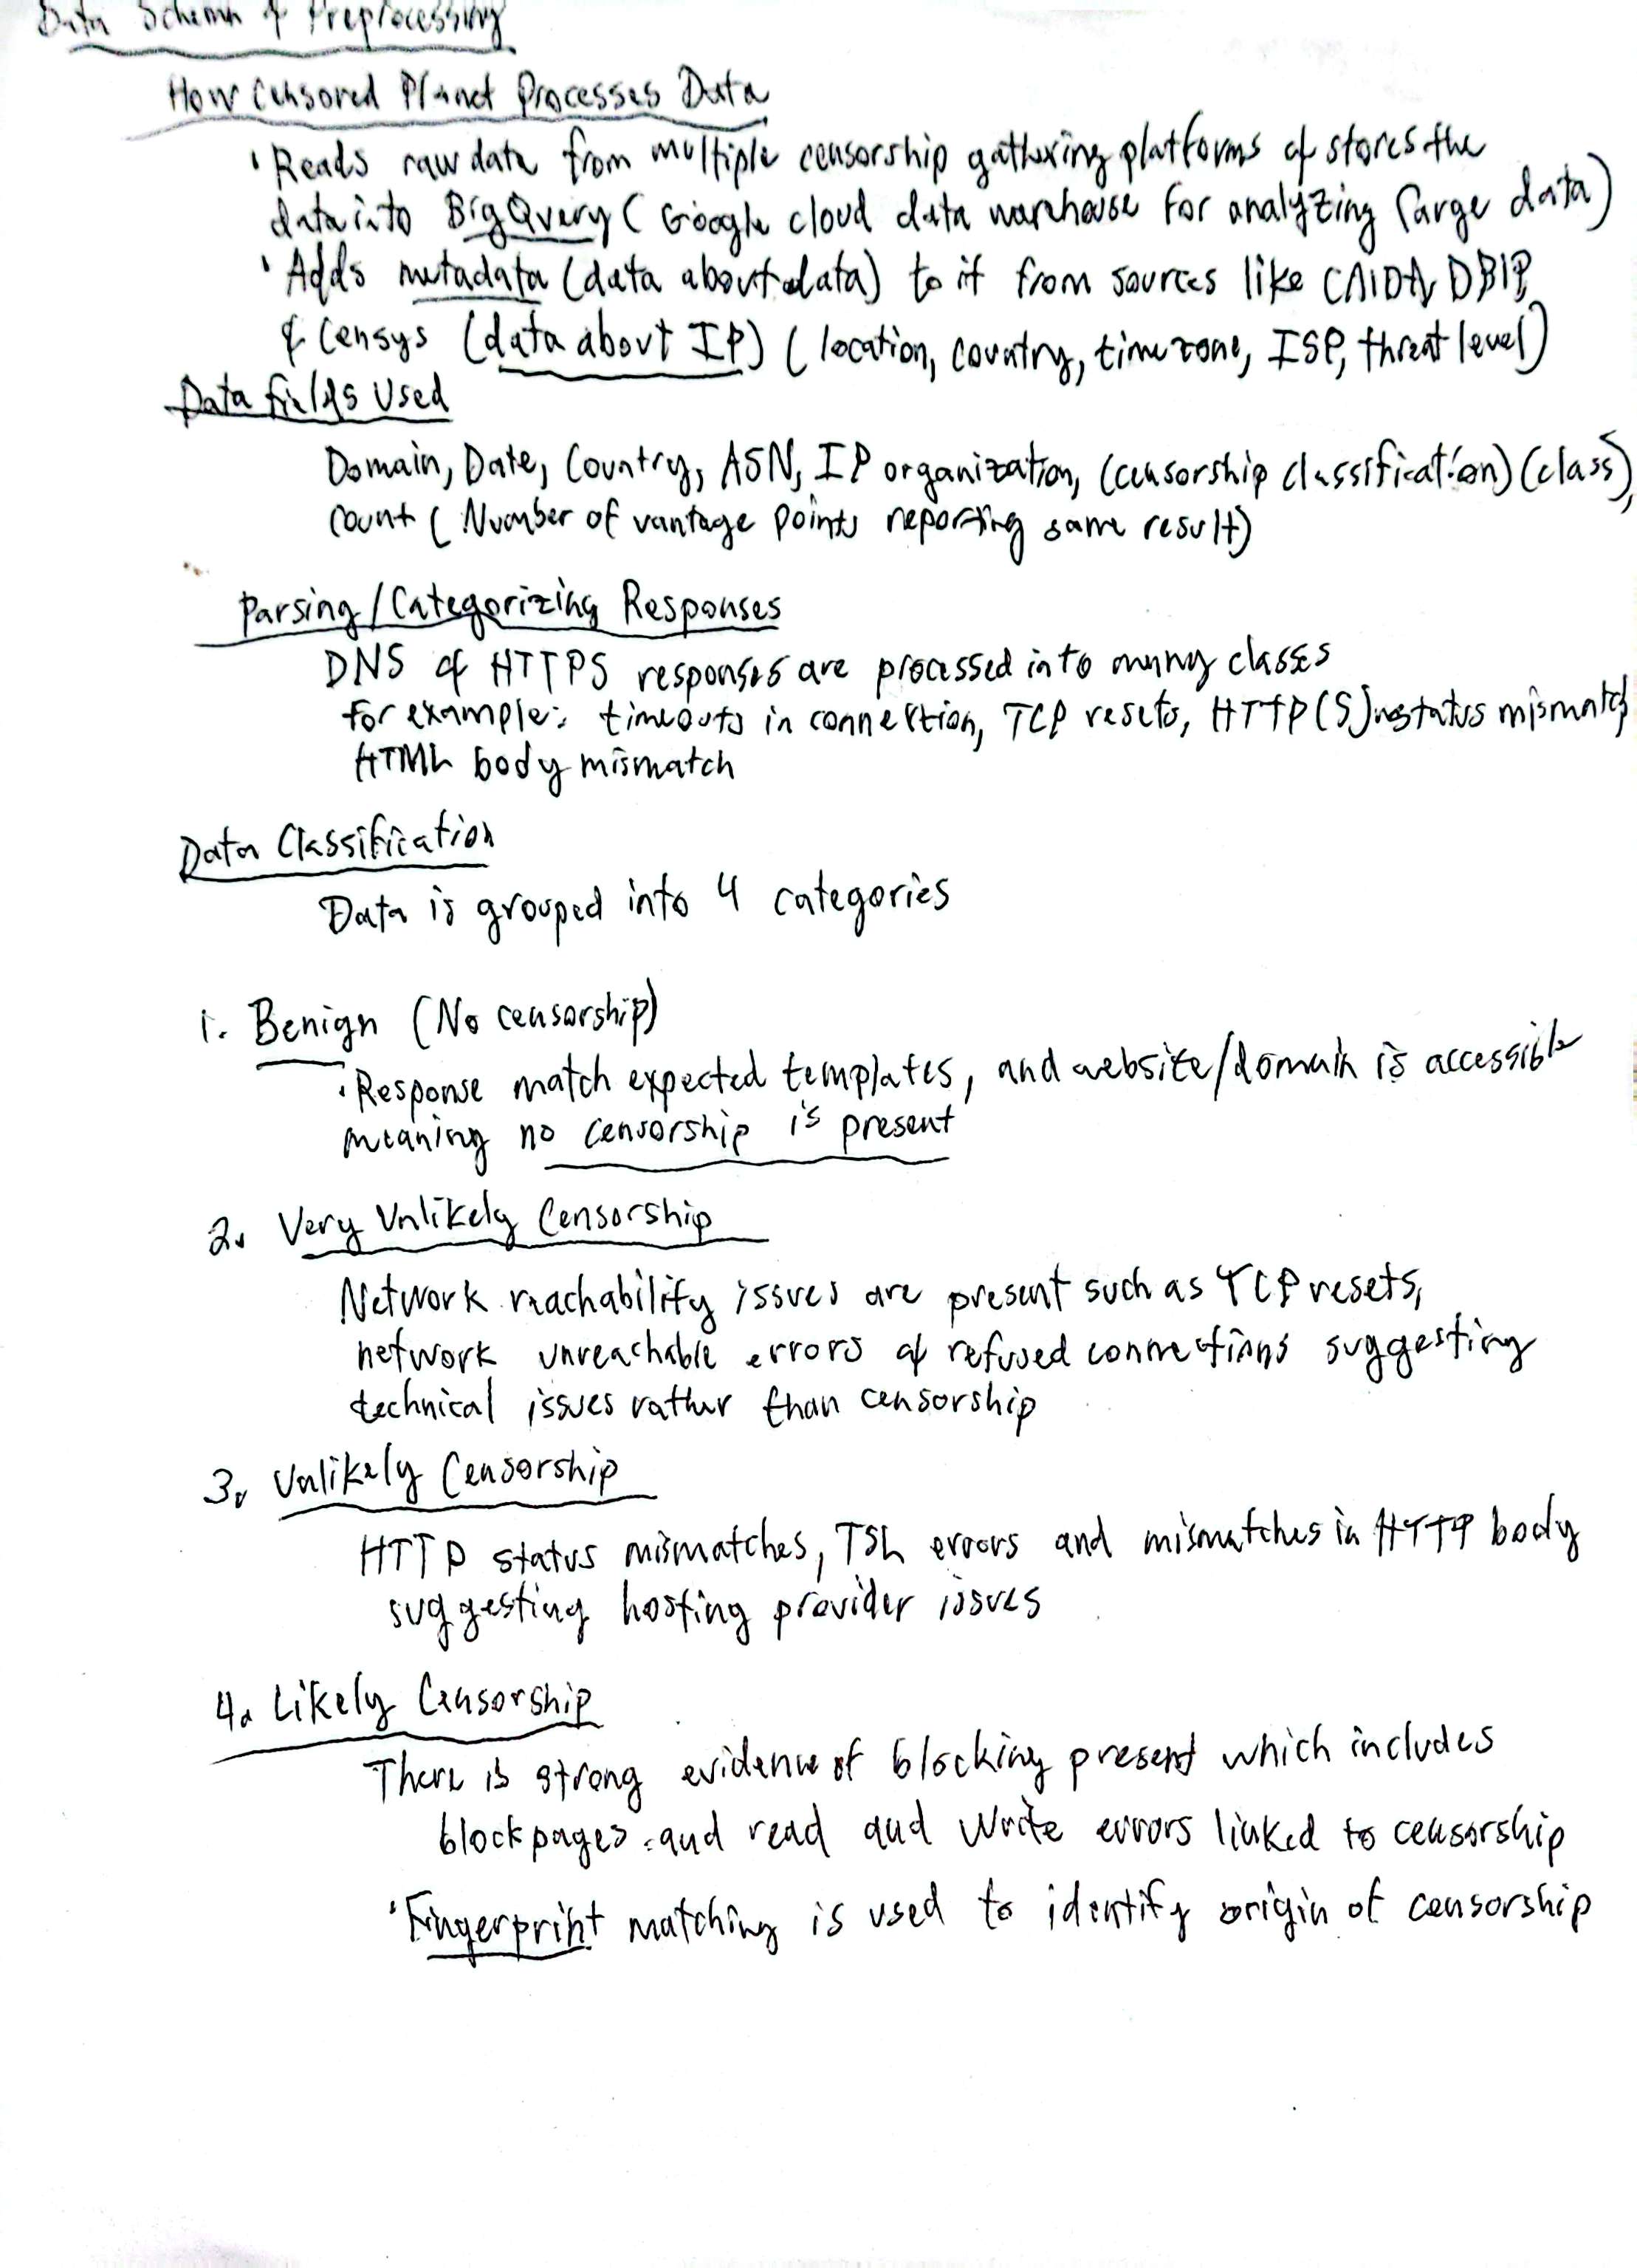 Data Schema & Preprocessing
How Censored Planet Processes Data
• Reads raw data from multiple censorship gathering platforms & stores the
data into BigQuery (Google cloud data warehouse for analyzing large data)
• Adds metadata (data about data) to it from sources like CAIDA, DBIP,
& Censys (data about IP) (location, country, timezone, ISP, threat level)
Data fields Used
Domain, Date, Country, ASN, IP organization, (censorship classification) (class),
count (Number of vantage points reporting same result)
Parsing/Categorizing Responses
DNS & HTTPS responses are processed into many classes
for example: timeouts in connection, TCP resets, HTTP(S) status mismatch
HTML body mismatch
Data Classification
Data is grouped into 4 categories
1. Benign (No censorship)
• Response match expected templates, and website/domain is accessible
meaning no censorship is present
2. Very Unlikely Censorship
Network reachability issues are present such as TCP resets,
network unreachable errors & refused connections suggesting
technical issues rather than censorship
3. Unlikely Censorship
HTTP status mismatches, TSL errors and mismatches in HTTP body
suggesting hosting provider issues
4. Likely Censorship
There is strong evidence of blocking present which includes
blockpages and read and write errors linked to censorship
• Fingerprint matching is used to identify origin of censorship